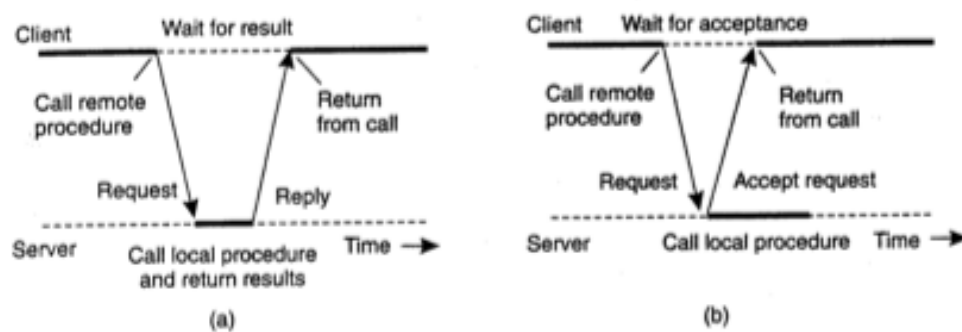 Client
Wait for result
Call remote
procedure
Return
from call
Request
Reply
Server
Call local procedure
and return results
Time
(a)
Client
Wait for acceptance
Call remote
procedure
Return
from call
Request
Accept request
Server
Call local procedure
Time
(b)